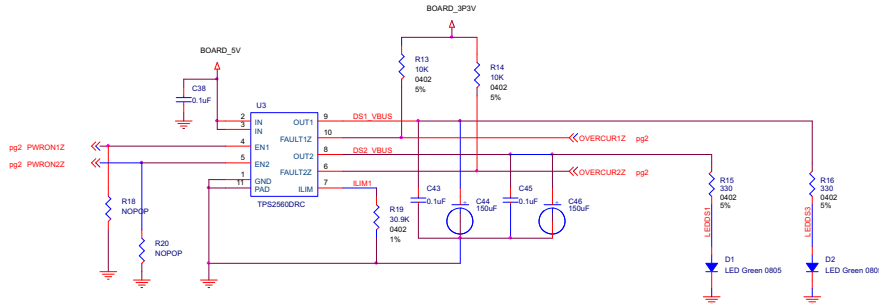 BOARD_3P3V
BOARD_5V
R13
10K
0402
5%
R14
10K
0402
5%
C38
0.1uF
U3
2
IN
OUT1
9
DS1_VBUS
3
IN
FAULT1Z
10
OVERCUR1Z pg2
pg2 PWRON1Z
4
EN1
OUT2
8
DS2_VBUS
pg2 PWRON2Z
5
EN2
FAULT2Z
6
OVERCUR2Z pg2
1
GND
11
PAD
ILIM
7
ILIM1
TPS2560DRC
R18
NOPOP
R20
NOPOP
R19
30.9K
0402
1%
C43
0.1uF
C44
150uF
C45
0.1uF
C46
150uF
R15
330
0402
5%
R16
330
0402
5%
LEDDS1
LEDDS3
D1
LED Green 0805
D2
LED Green 0805